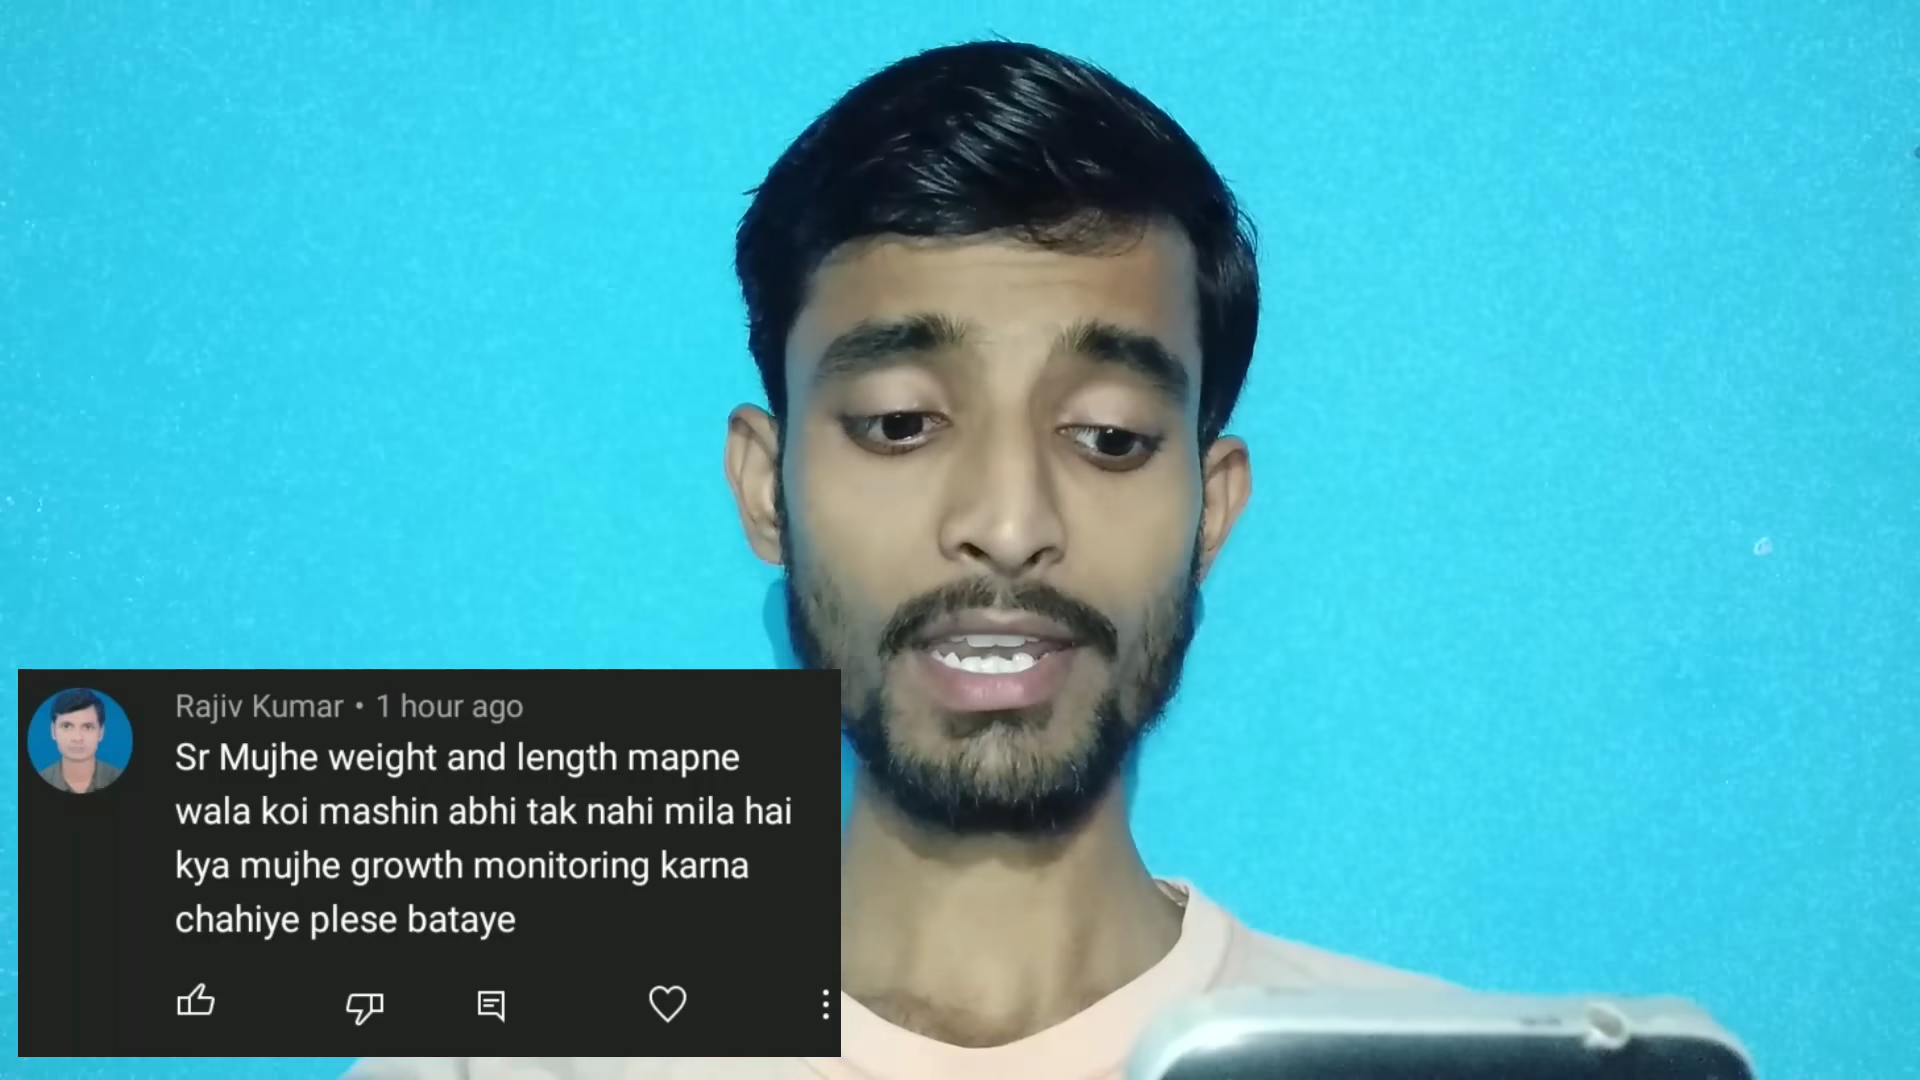 Rajiv Kumar • 1 hour ago
Sr Mujhe weight and length mapne
wala koi mashin abhi tak nahi mila hai
kya mujhe growth monitoring karna
chahiye plese bataye